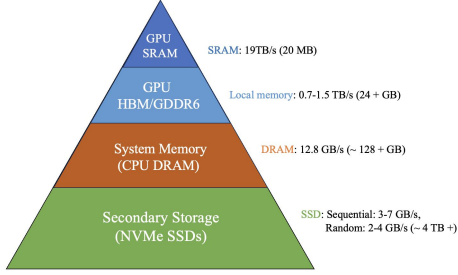 GPU
SRAM
SRAM: 19TB/s (20 MB)
GPU
HBM/GDDR6
Local memory: 0.7-1.5 TB/s (24 + GB)
System Memory
(CPU DRAM)
DRAM: 12.8 GB/s (~ 128 + GB)
Secondary Storage
(NVMe SSDs)
SSD: Sequential: 3-7 GB/s,
Random: 2-4 GB/s (~ 4 TB +)